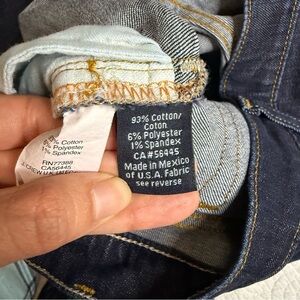 % Cotton
Polyester
% Spandex
RN77388
CA56445
93% Cotton/
coton
6% Polyester
1% Spandex
CA#56445
Made in Mexico
of U.S.A. Fabric
see reverse